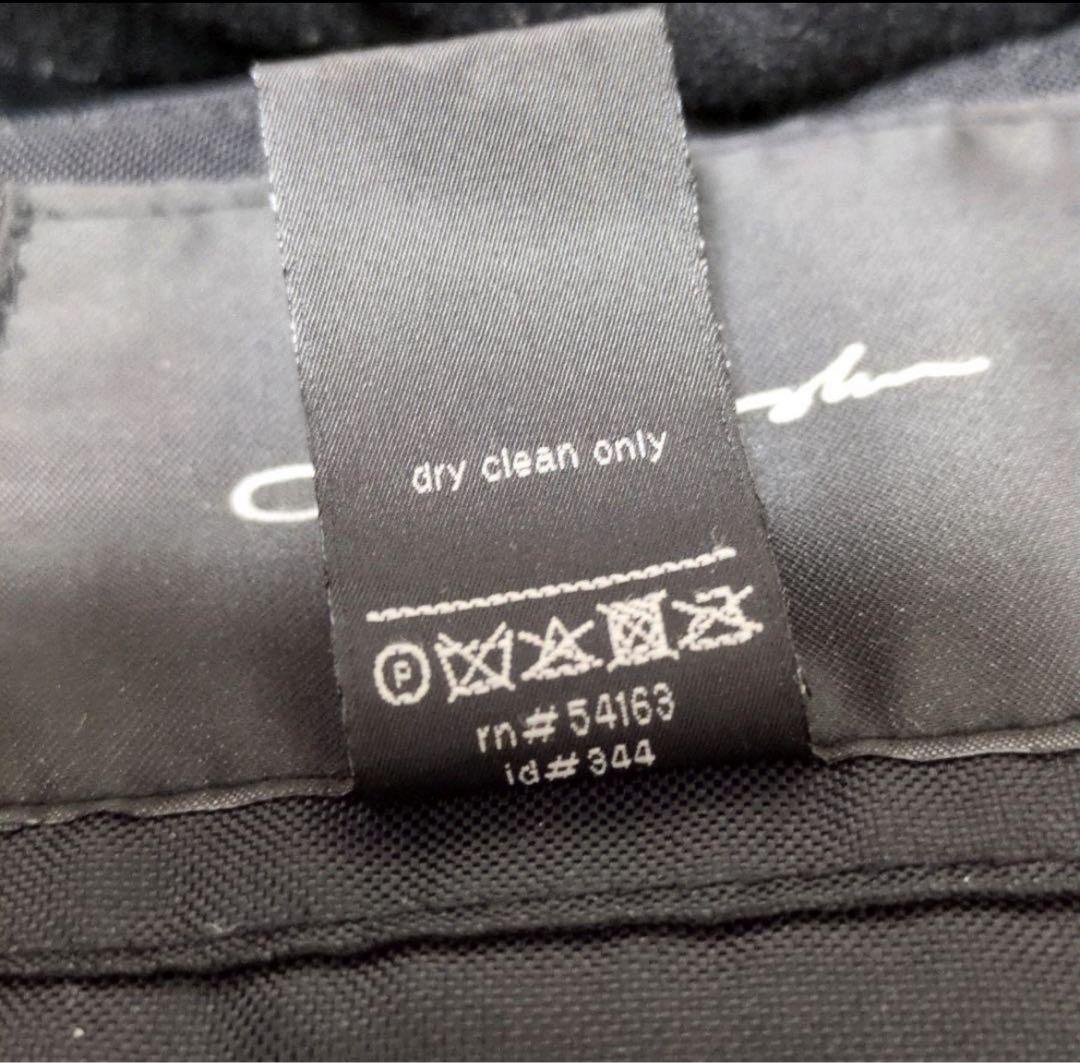 dry clean only
P
rn# 54163
id# 344